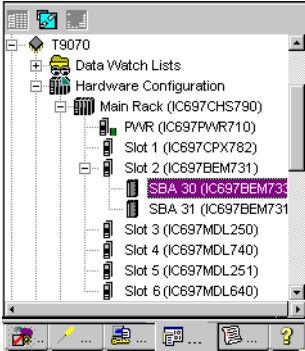 T9070
Data Watch Lists
Hardware Configuration
Main Rack (IC697CHS790)
PWR (IC697PWR710)
Slot 1 (IC697CPX782)
Slot 2 (IC697BEM731)
SBA 30 (IC697BEM733
SBA 31 (IC697BEM731
Slot 3 (IC697MDL250)
Slot 4 (IC697MDL740)
Slot 5 (IC697MDL251)
Slot 6 (IC697MDL640)
... ... ... ... ...